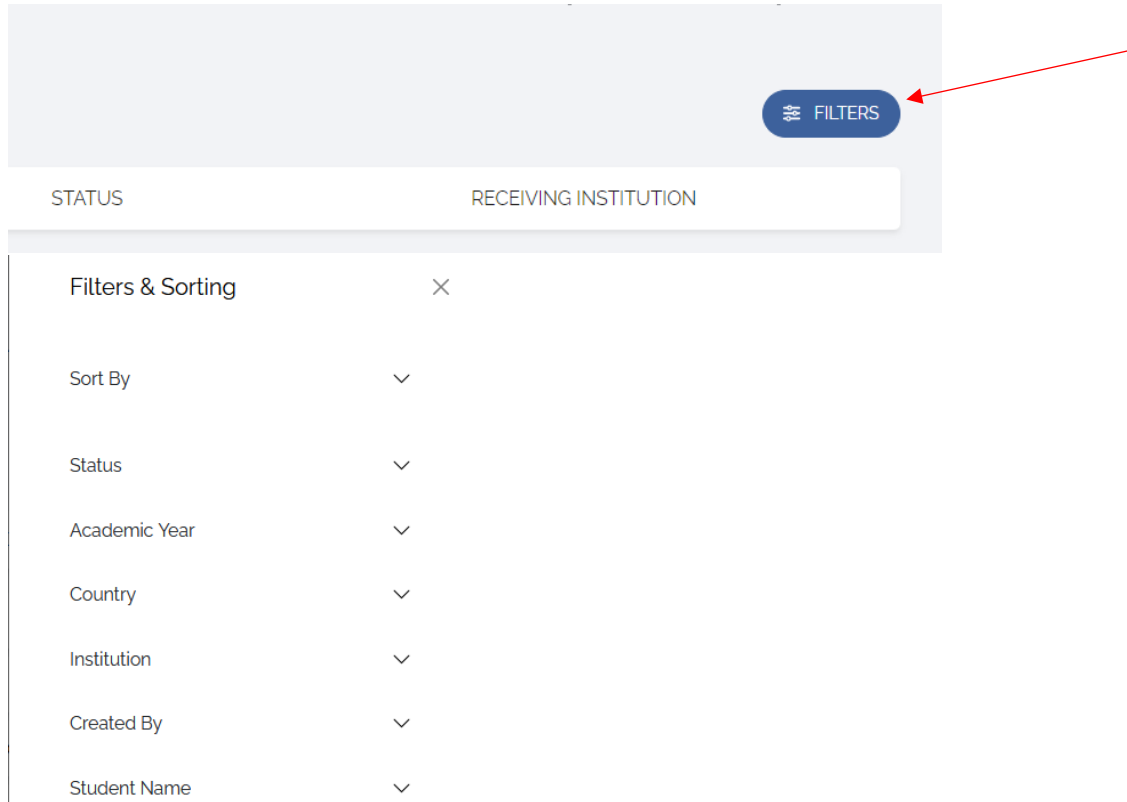 FILTERS
STATUS RECEIVING INSTITUTION
Filters & Sorting
Sort By
Status
Academic Year
Country
Institution
Created By
Student Name